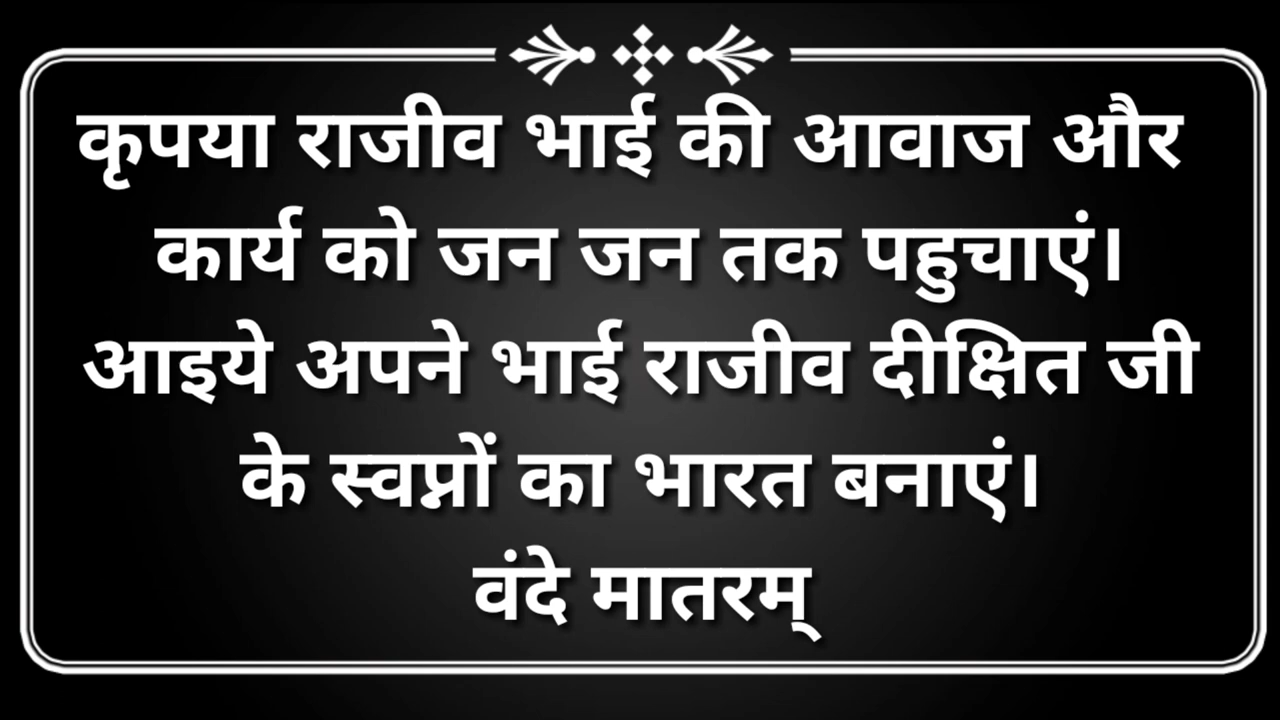 कृपया राजीव भाई की आवाज और
कार्य को जन जन तक पहुचाएं।
आइये अपने भाई राजीव दीक्षित जी
के स्वप्नों का भारत बनाएं।
वंदे मातरम्